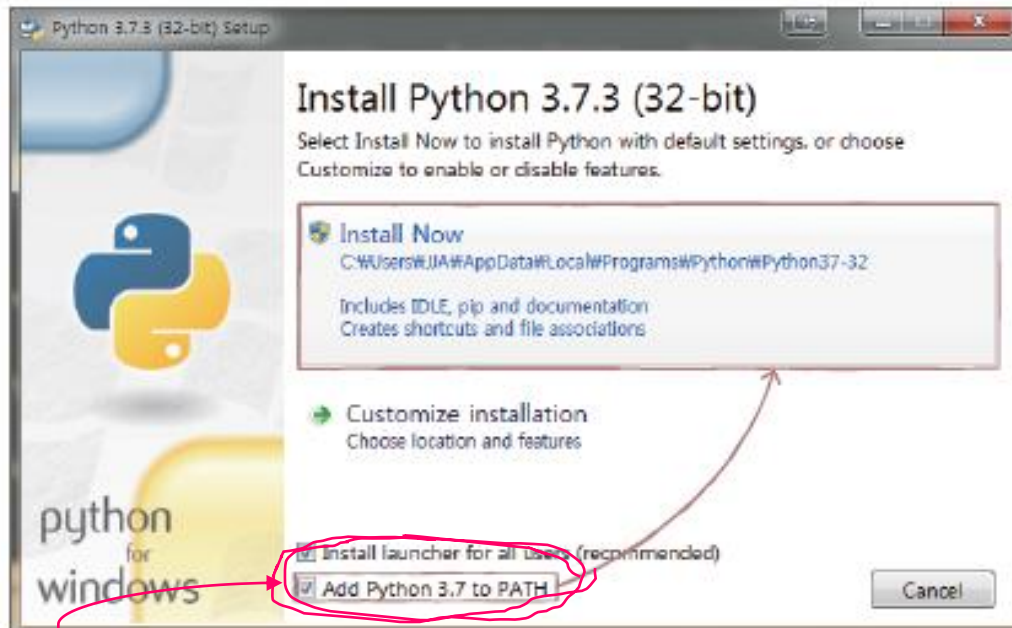 Python 3.7.3 (32-bit) Setup
Install Python 3.7.3 (32-bit)
Select Install Now to install Python with default settings, or choose
Customize to enable or disable features.
Install Now
C:₩Users₩JJA₩AppData₩Local₩Programs₩Python₩Python37-32
Includes IDLE, pip and documentation
Creates shortcuts and file associations
Customize installation
Choose location and features
python
for
windows
Install launcher for all users (recommended)
Add Python 3.7 to PATH
Cancel